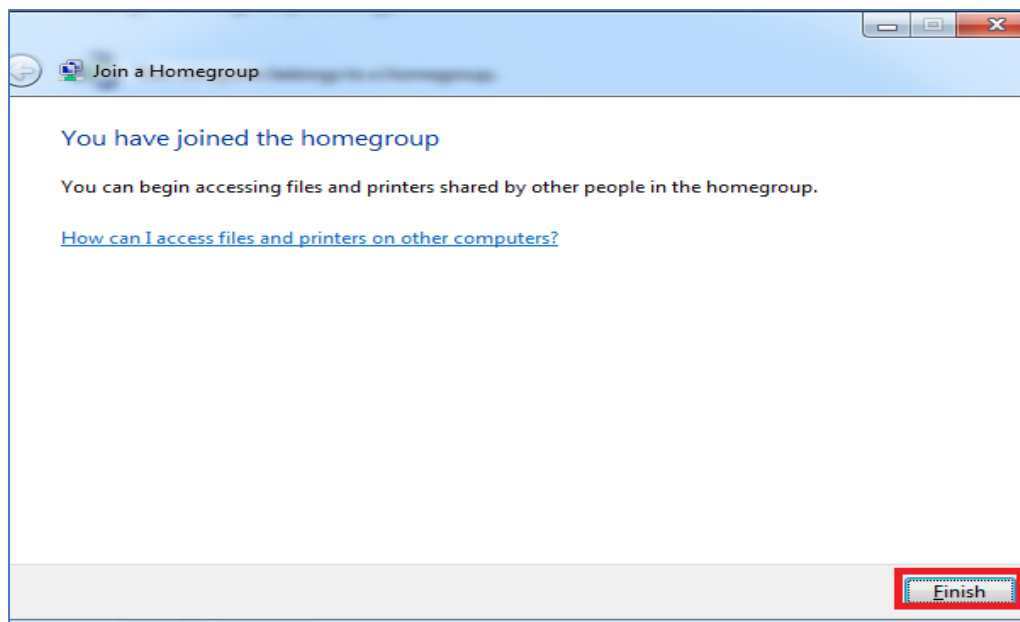 Join a Homegroup
You have joined the homegroup
You can begin accessing files and printers shared by other people in the homegroup.
How can I access files and printers on other computers?
Finish